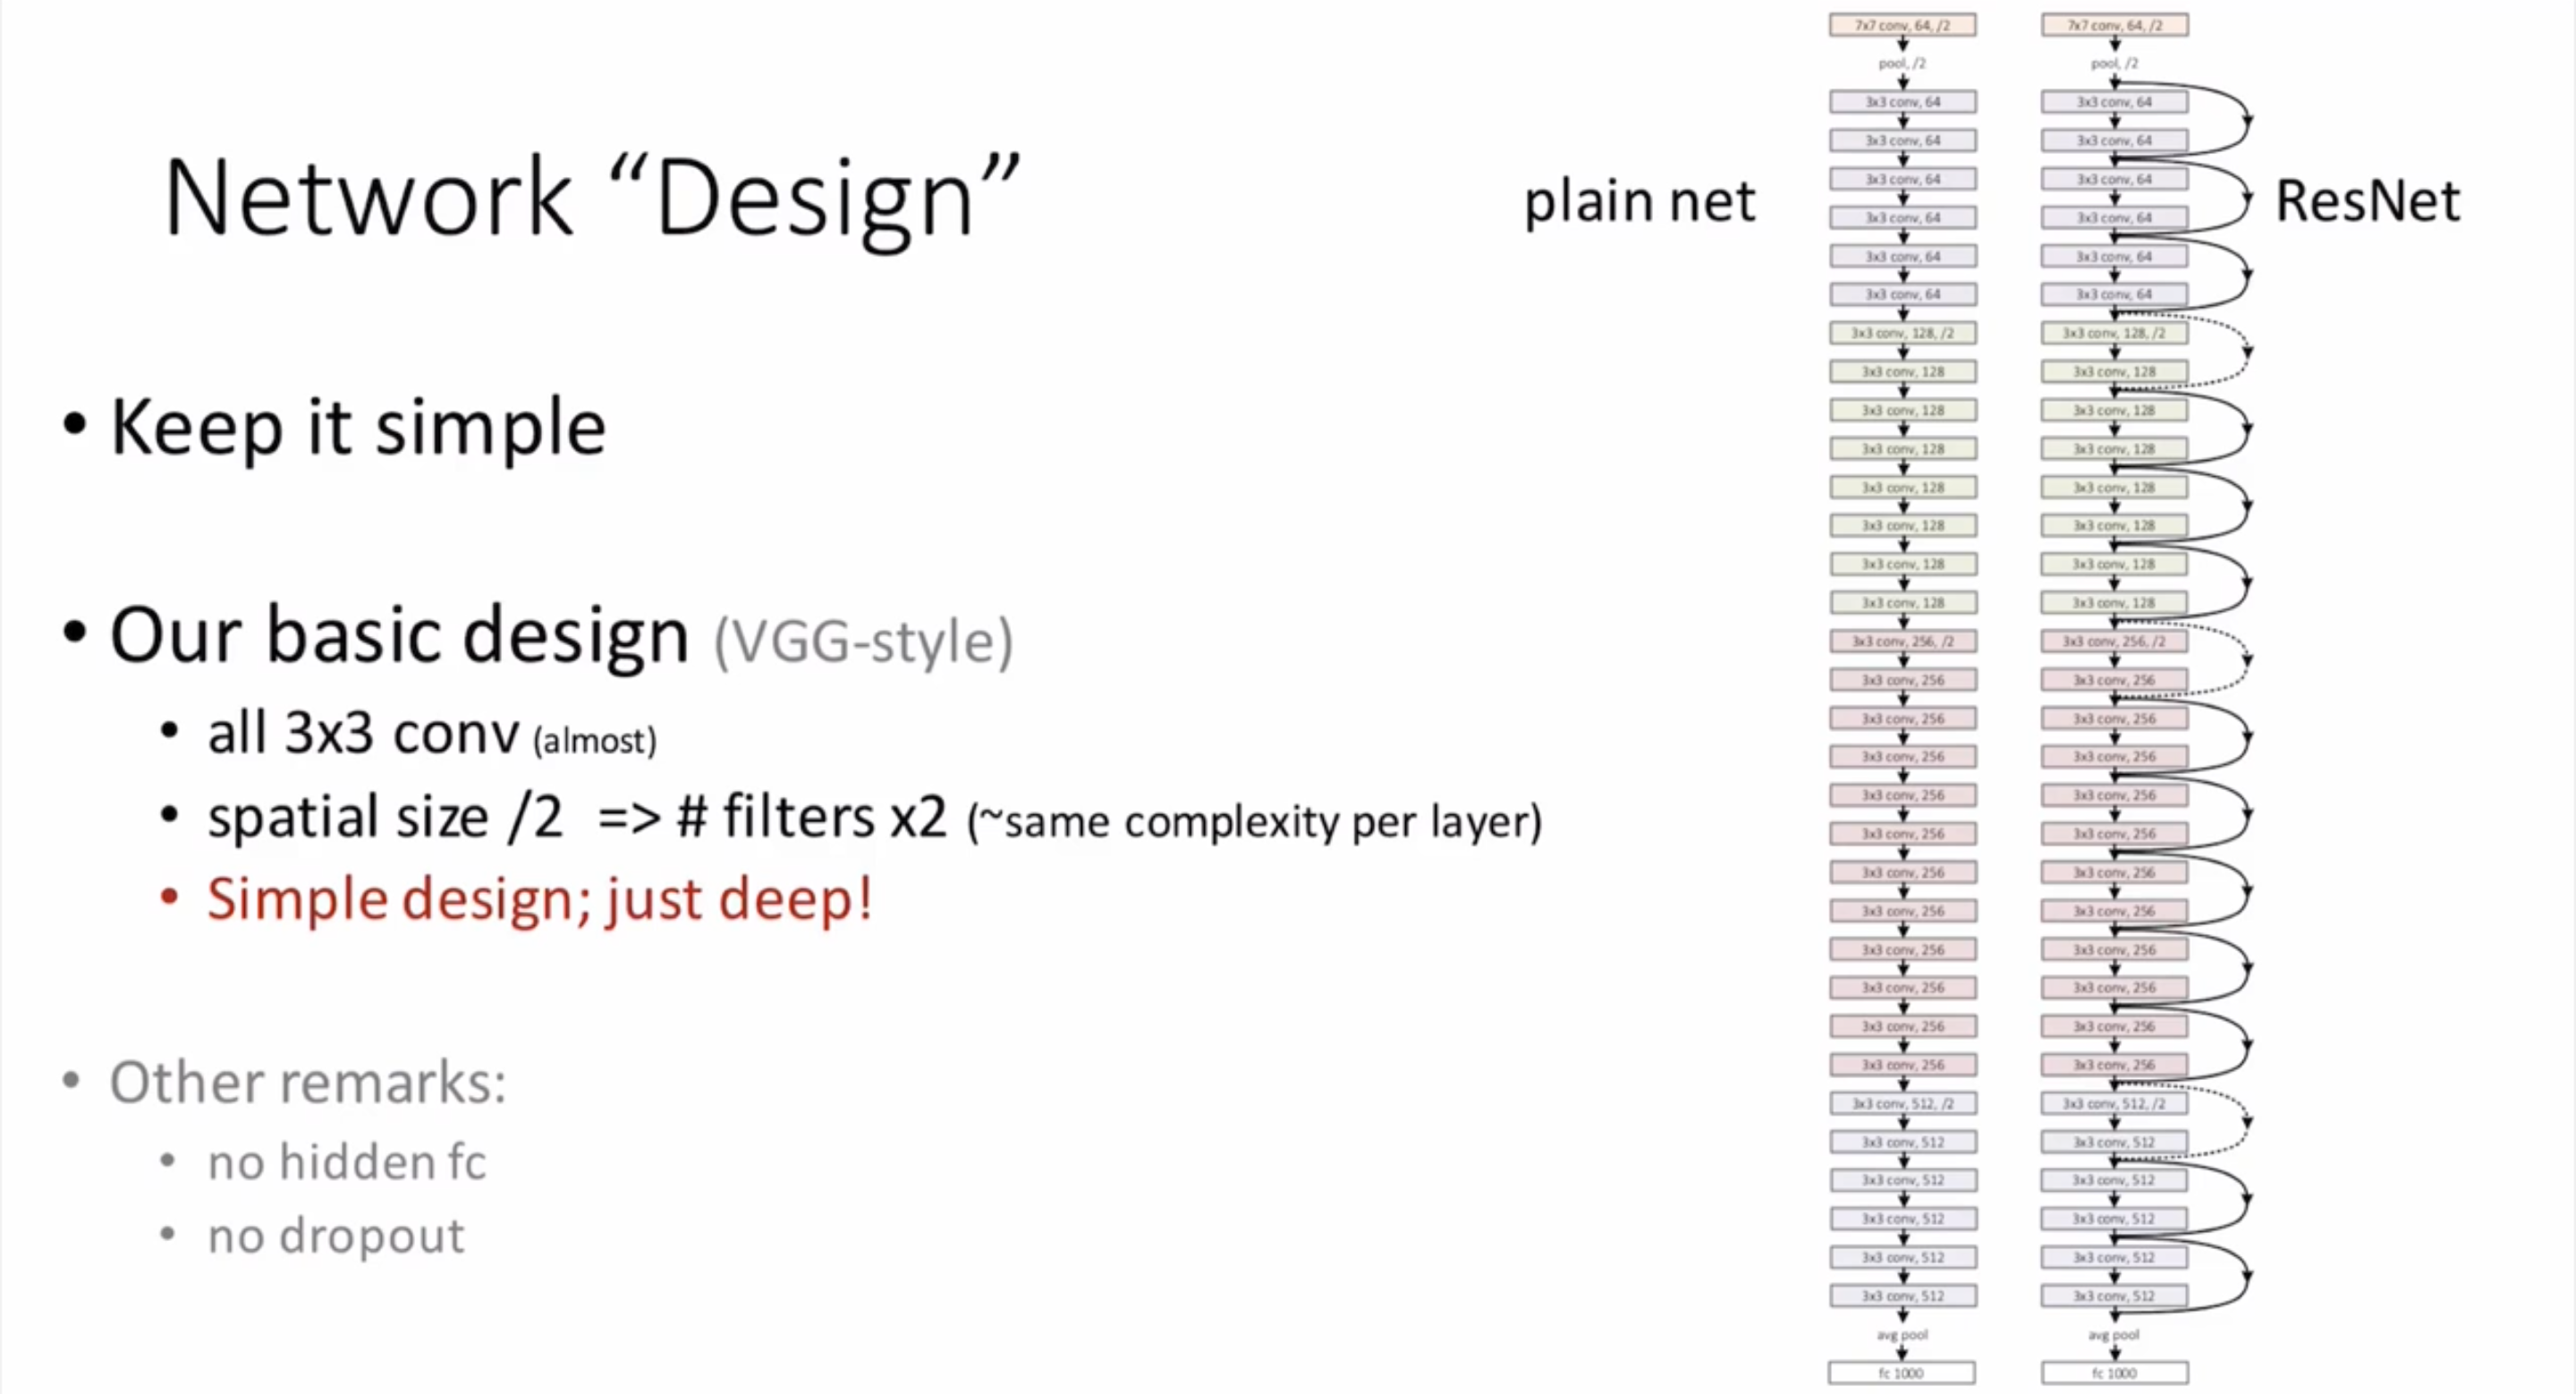 Network “Design”
• Keep it simple
• Our basic design (VGG-style)
• all 3x3 conv (almost)
• spatial size /2 => # filters x2 (~same complexity per layer)
• Simple design; just deep!
• Other remarks:
• no hidden fc
• no dropout
plain net
7x7 conv, 64, /2
pool, /2
3x3 conv, 64
3x3 conv, 64
3x3 conv, 64
3x3 conv, 64
3x3 conv, 64
3x3 conv, 64
3x3 conv, 128, /2
3x3 conv, 128
3x3 conv, 128
3x3 conv, 128
3x3 conv, 128
3x3 conv, 128
3x3 conv, 128
3x3 conv, 128
3x3 conv, 256, /2
3x3 conv, 256
3x3 conv, 256
3x3 conv, 256
3x3 conv, 256
3x3 conv, 256
3x3 conv, 256
3x3 conv, 256
3x3 conv, 256
3x3 conv, 256
3x3 conv, 256
3x3 conv, 256
3x3 conv, 512, /2
3x3 conv, 512
3x3 conv, 512
3x3 conv, 512
3x3 conv, 512
3x3 conv, 512
avg pool
fc 1000
7x7 conv, 64, /2
pool, /2
3x3 conv, 64
3x3 conv, 64
3x3 conv, 64
3x3 conv, 64
3x3 conv, 64
3x3 conv, 64
3x3 conv, 128, /2
3x3 conv, 128
3x3 conv, 128
3x3 conv, 128
3x3 conv, 128
3x3 conv, 128
3x3 conv, 128
3x3 conv, 128
3x3 conv, 256, /2
3x3 conv, 256
3x3 conv, 256
3x3 conv, 256
3x3 conv, 256
3x3 conv, 256
3x3 conv, 256
3x3 conv, 256
3x3 conv, 256
3x3 conv, 256
3x3 conv, 256
3x3 conv, 256
3x3 conv, 512, /2
3x3 conv, 512
3x3 conv, 512
3x3 conv, 512
3x3 conv, 512
3x3 conv, 512
avg pool
fc 1000
ResNet